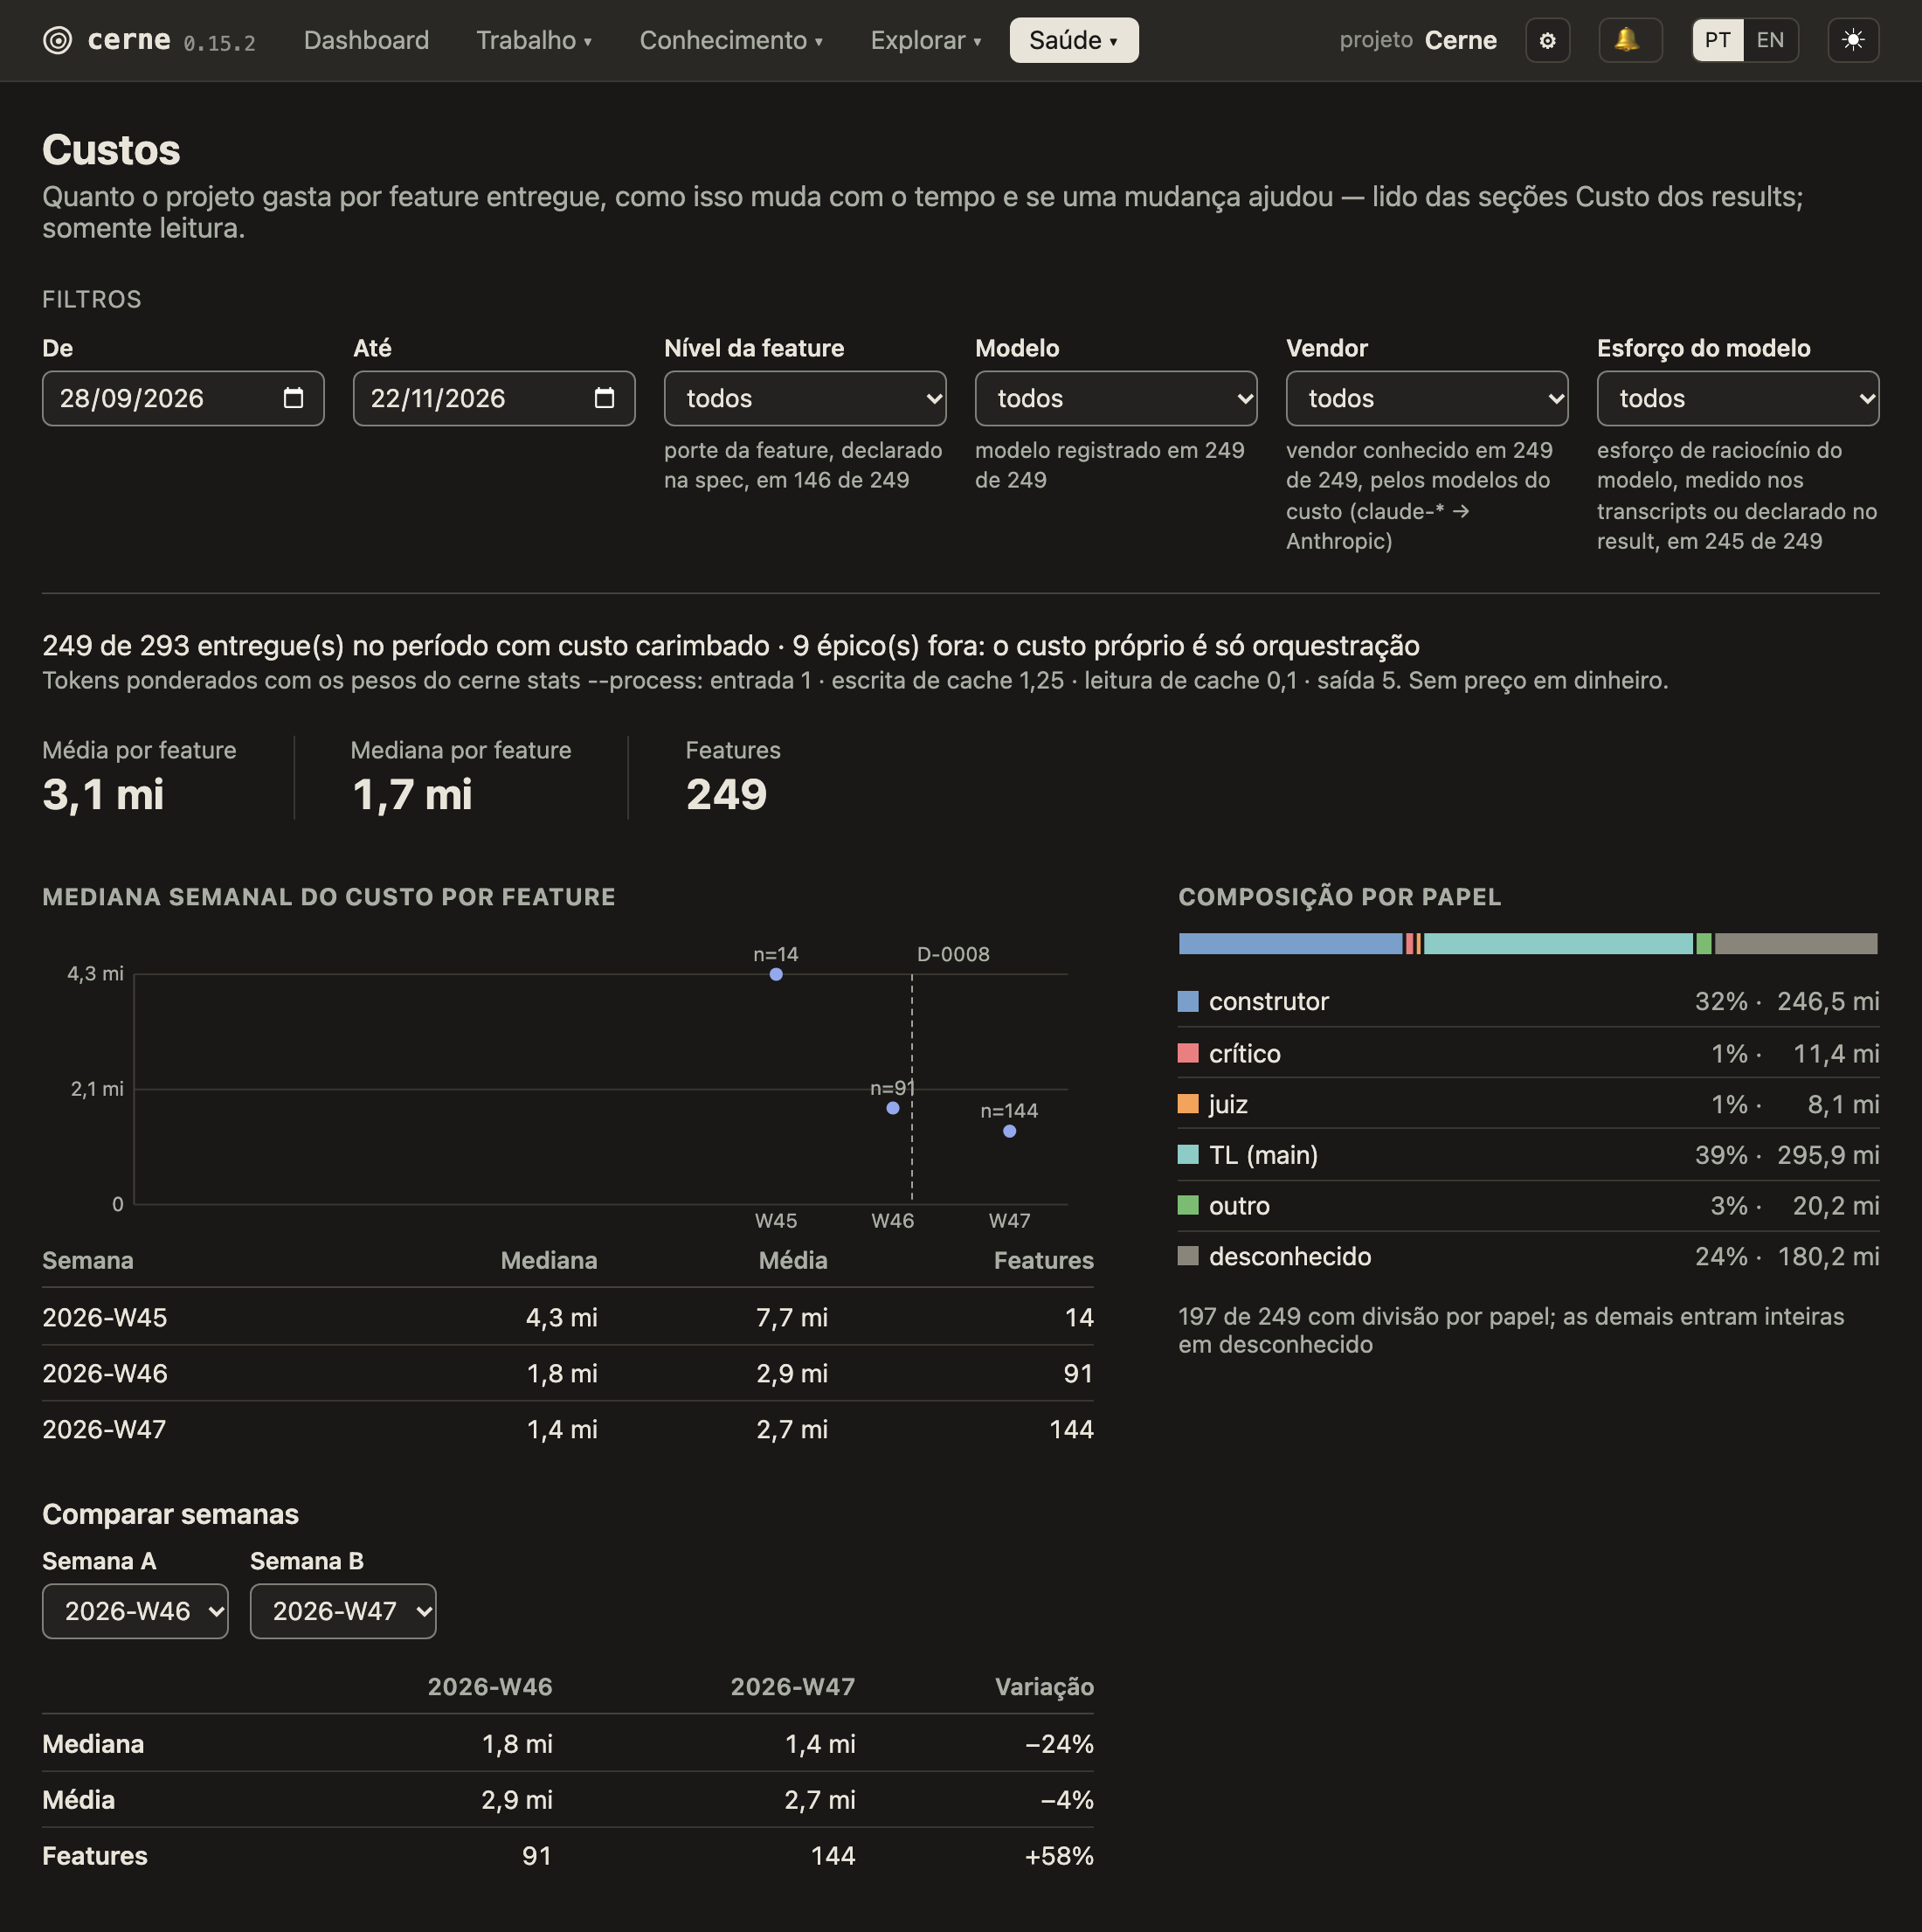 cerne 0.15.2 Dashboard Trabalho ▾ Conhecimento ▾ Explorar ▾ Saúde ▾ projeto Cerne PT EN
Custos
Quanto o projeto gasta por feature entregue, como isso muda com o tempo e se uma mudança ajudou — lido das seções Custo dos results;
somente leitura.
FILTROS
De Até Nível da feature Modelo Vendor Esforço do modelo
28/09/2026 22/11/2026 todos todos todos todos
porte da feature, declarado
na spec, em 146 de 249
modelo registrado em 249
de 249
vendor conhecido em 249
de 249, pelos modelos do
custo (claude-* →
Anthropic)
esforço de raciocínio do
modelo, medido nos
transcripts ou declarado no
result, em 245 de 249
249 de 293 entregue(s) no período com custo carimbado · 9 épico(s) fora: o custo próprio é só orquestração
Tokens ponderados com os pesos do cerne stats --process: entrada 1 · escrita de cache 1,25 · leitura de cache 0,1 · saída 5. Sem preço em dinheiro.
Média por feature Mediana por feature Features
3,1 mi 1,7 mi 249
MEDIANA SEMANAL DO CUSTO POR FEATURE
n=14 D-0008
4,3 mi
n=91
2,1 mi
n=144
0
W45 W46 W47
Semana Mediana Média Features
2026-W45 4,3 mi 7,7 mi 14
2026-W46 1,8 mi 2,9 mi 91
2026-W47 1,4 mi 2,7 mi 144
COMPOSIÇÃO POR PAPEL
construtor 32% · 246,5 mi
crítico 1% · 11,4 mi
juiz 1% · 8,1 mi
TL (main) 39% · 295,9 mi
outro 3% · 20,2 mi
desconhecido 24% · 180,2 mi
197 de 249 com divisão por papel; as demais entram inteiras
em desconhecido
Comparar semanas
Semana A Semana B
2026-W46 2026-W47
2026-W46 2026-W47 Variação
Mediana 1,8 mi 1,4 mi −24%
Média 2,9 mi 2,7 mi −4%
Features 91 144 +58%